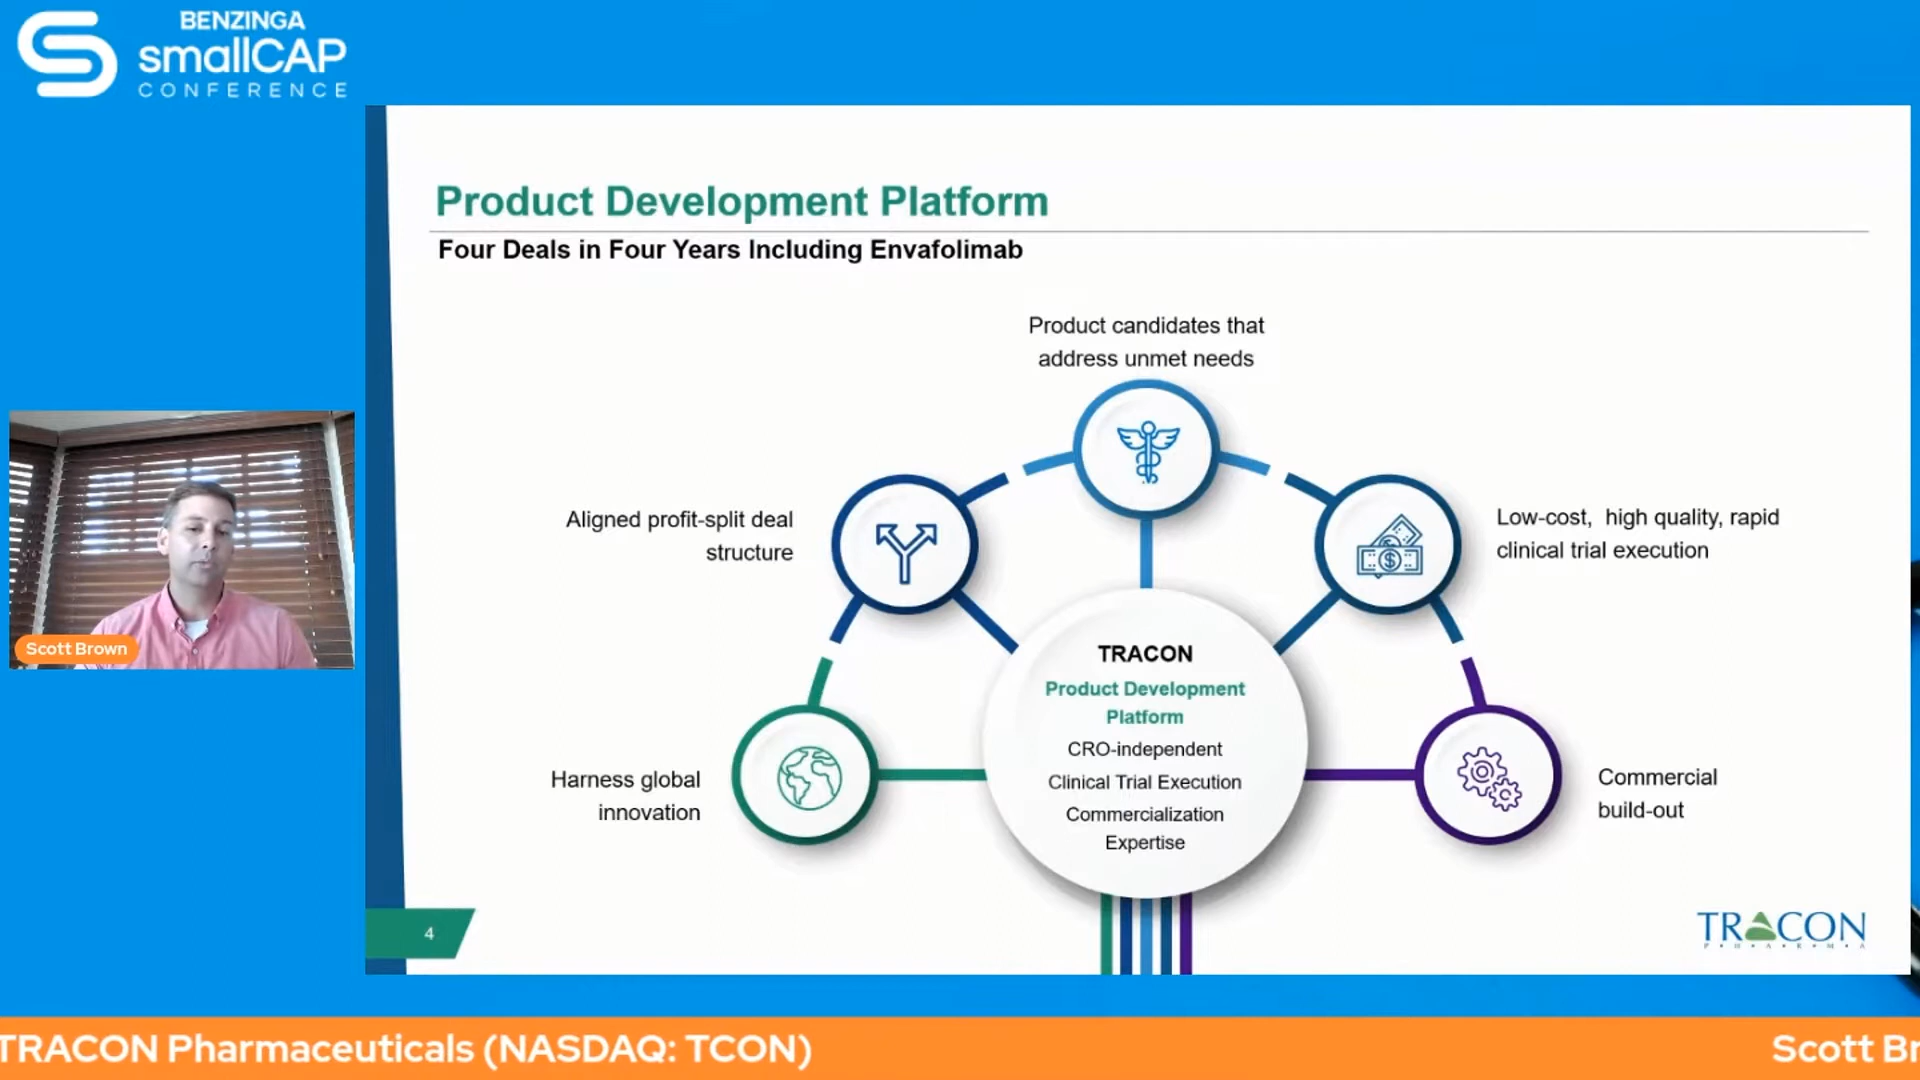 BENZINGA
smallCAP
CONFERENCE
Product Development Platform
Four Deals in Four Years Including Envafolimab
Product candidates that
address unmet needs
Aligned profit-split deal
structure
Low-cost, high quality, rapid
clinical trial execution
Scott Brown
TRACON
Product Development
Platform
CRO-independent
Clinical Trial Execution
Commercialization
Expertise
Harness global
innovation
Commercial
build-out
4
TRACON
P•H•A•R•M•A
TRACON Pharmaceuticals (NASDAQ: TCON)
Scott Br